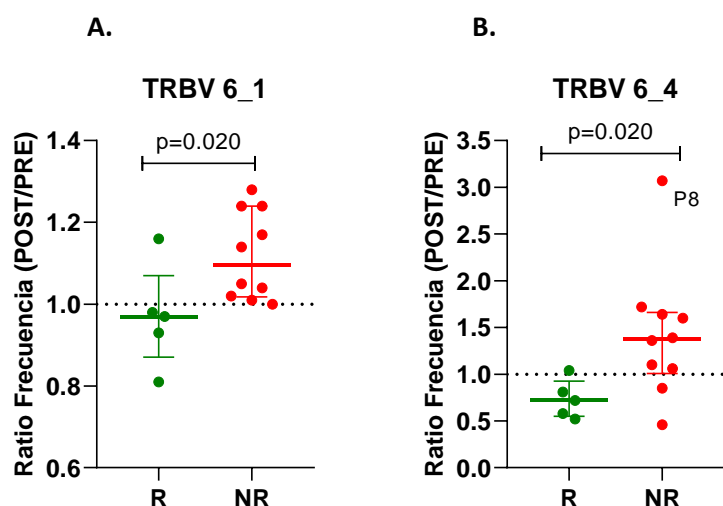 A.
TRBV 6_1
p=0.020
Ratio Frecuencia (POST/PRE)
1.4
1.2
1.0
0.8
0.6
R
NR
B.
TRBV 6_4
p=0.020
P8
Ratio Frecuencia (POST/PRE)
3.5
3.0
2.5
2.0
1.5
1.0
0.5
0.0
R
NR